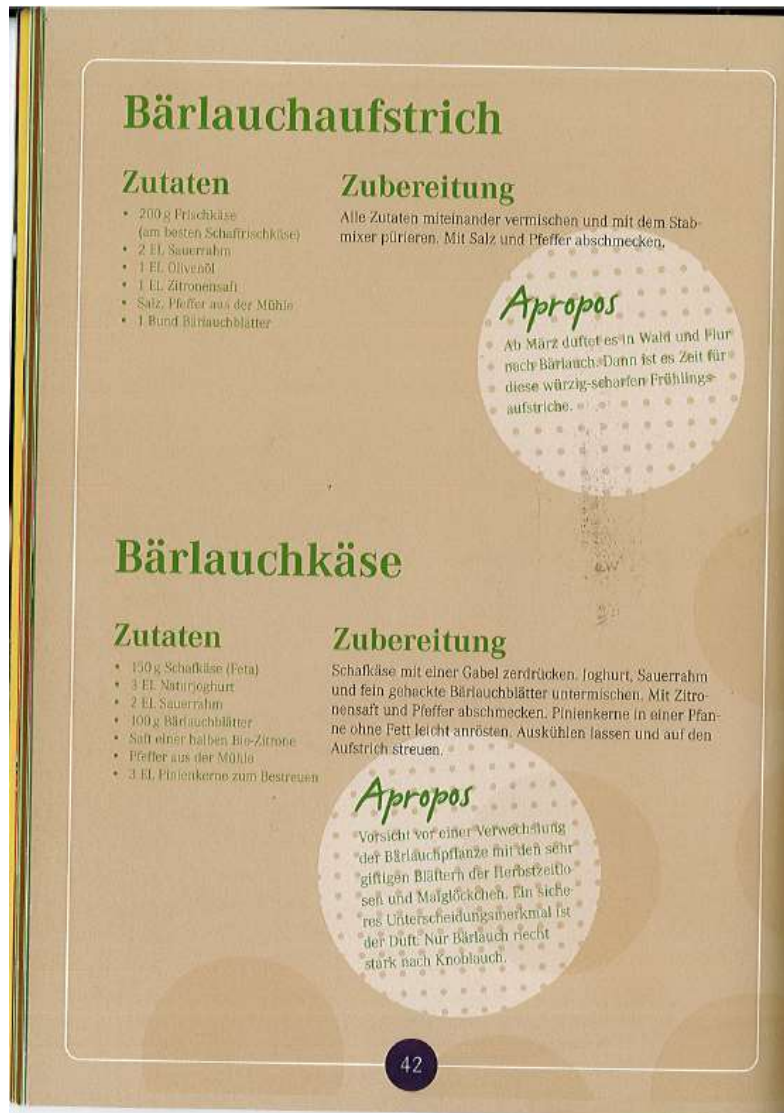 Bärlauchaufstrich
Zutaten
• 200 g Frischkäse
(am besten Schaffrischkäse)
• 2 EL Sauerrahm
• 1 EL Olivenöl
• 1 EL Zitronensaft
• Salz, Pfeffer aus der Mühle
• 1 Bund Bärlauchblätter
Zubereitung
Alle Zutaten miteinander vermischen und mit dem Stab-
mixer pürieren. Mit Salz und Pfeffer abschmecken.
Apropos
Ab März duftet es in Wald und Flur
nach Bärlauch. Dann ist es Zeit für
diese würzig-scharfen Frühlings-
aufstriche.
Bärlauchkäse
Zutaten
• 150 g Schafkäse (Feta)
• 3 EL Naturjoghurt
• 2 EL Sauerrahm
• 100 g Bärlauchblätter
• Saft einer halben Bio-Zitrone
• Pfeffer aus der Mühle
• 3 EL Pinienkerne zum Bestreuen
Zubereitung
Schafkäse mit einer Gabel zerdrücken. Joghurt, Sauerrahm
und fein gehackte Bärlauchblätter untermischen. Mit Zitro-
nensaft und Pfeffer abschmecken. Pinienkerne in einer Pfan-
ne ohne Fett leicht anrösten. Auskühlen lassen und auf den
Aufstrich streuen.
Apropos
Vorsicht vor einer Verwechslung
der Bärlauchpflanze mit den sehr
giftigen Blättern der Herbstzeitlo-
sen und Maiglöckchen. Ein siche-
res Unterscheidungsmerkmal ist
der Duft. Nur Bärlauch riecht
stark nach Knoblauch.
42